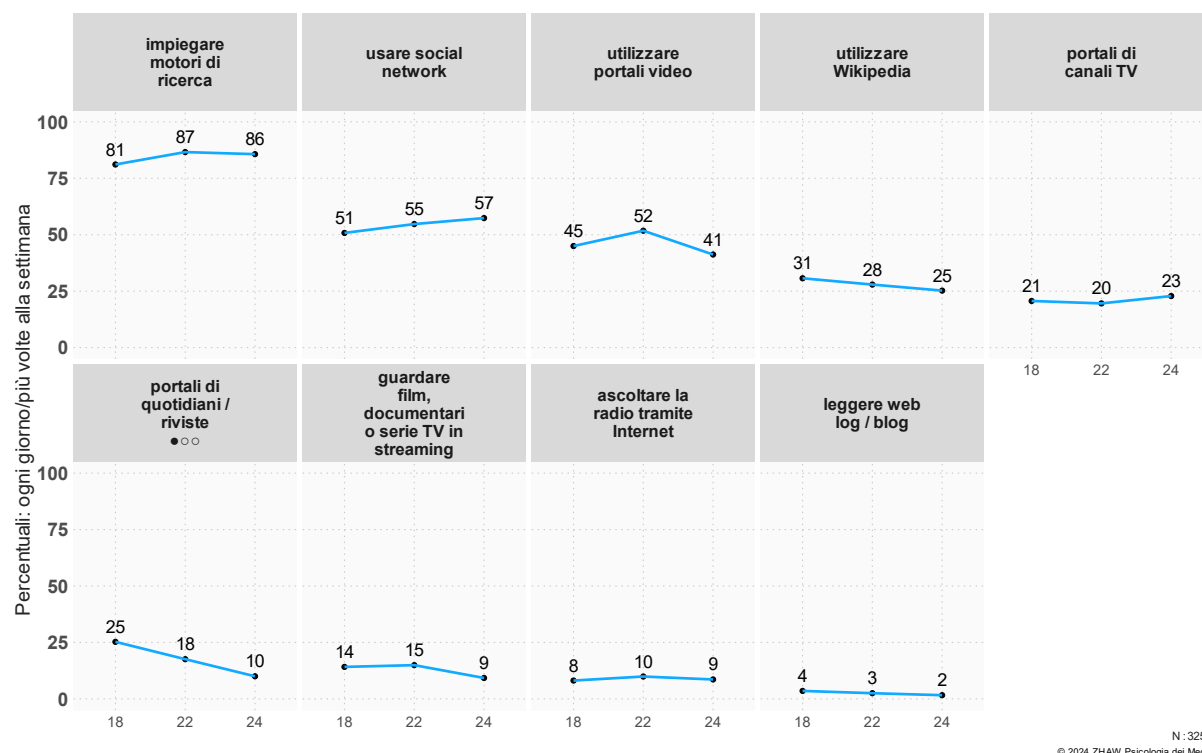 impiegare
motori di
ricerca
usare social
network
utilizzare
portali video
utilizzare
Wikipedia
portali di
canali TV
Percentuali: ogni giorno/più volte alla settimana
100
75
50
25
0
81
87
86
51
55
57
45
52
41
31
28
25
21
20
23
18
22
24
portali di
quotidiani /
riviste
●○○
guardare
film,
documentari
o serie TV in
streaming
ascoltare la
radio tramite
Internet
leggere web
log / blog
100
75
50
25
0
25
18
10
14
15
9
8
10
9
4
3
2
18
22
24
18
22
24
18
22
24
18
22
24
N : 325
© 2024 ZHAW Psicologia dei